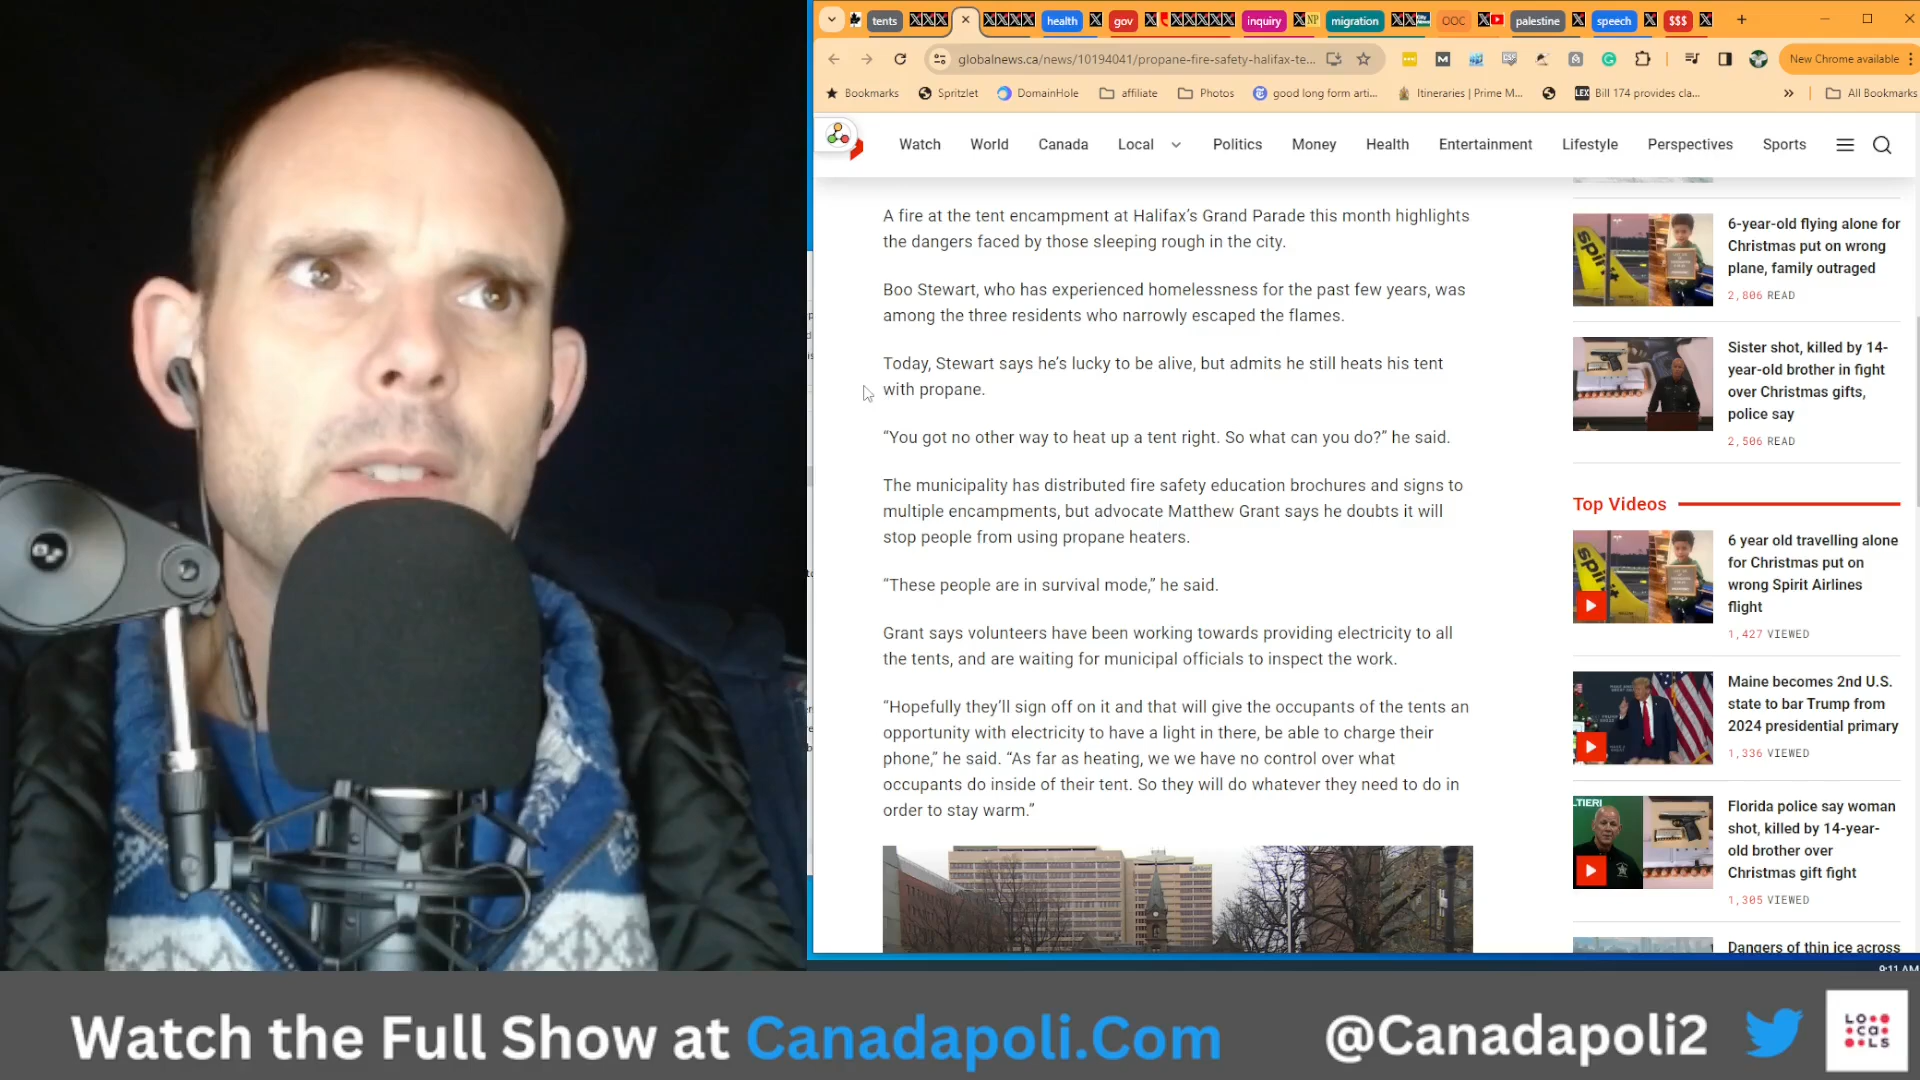 tents
health
gov
inquiry
NP
migration
OOC
palestine
speech
$$$
globalnews.ca/news/10194041/propane-fire-safety-halifax-te...
New Chrome available
Bookmarks
Spritzlet
DomainHole
affiliate
Photos
good long form arti...
Itineraries | Prime M...
LEX
Bill 174 provides cla...
All Bookmarks
Watch
World
Canada
Local
Politics
Money
Health
Entertainment
Lifestyle
Perspectives
Sports
A fire at the tent encampment at Halifax’s Grand Parade this month highlights
the dangers faced by those sleeping rough in the city.
Boo Stewart, who has experienced homelessness for the past few years, was
among the three residents who narrowly escaped the flames.
Today, Stewart says he’s lucky to be alive, but admits he still heats his tent
with propane.
“You got no other way to heat up a tent right. So what can you do?” he said.
The municipality has distributed fire safety education brochures and signs to
multiple encampments, but advocate Matthew Grant says he doubts it will
stop people from using propane heaters.
“These people are in survival mode,” he said.
Grant says volunteers have been working towards providing electricity to all
the tents, and are waiting for municipal officials to inspect the work.
“Hopefully they’ll sign off on it and that will give the occupants of the tents an
opportunity with electricity to have a light in there, be able to charge their
phone,” he said. “As far as heating, we we have no control over what
occupants do inside of their tent. So they will do whatever they need to do in
order to stay warm.”
6-year-old flying alone for
Christmas put on wrong
plane, family outraged
2,806 READ
Sister shot, killed by 14-
year-old brother in fight
over Christmas gifts,
police say
2,506 READ
Top Videos
6 year old travelling alone
for Christmas put on
wrong Spirit Airlines
flight
1,427 VIEWED
Maine becomes 2nd U.S.
state to bar Trump from
2024 presidential primary
1,336 VIEWED
LTIERI
Florida police say woman
shot, killed by 14-year-
old brother over
Christmas gift fight
1,305 VIEWED
Dangers of thin ice across
9:11 AM
Watch the Full Show at Canadapoli.Com
@Canadapoli2
LO
ca
LS